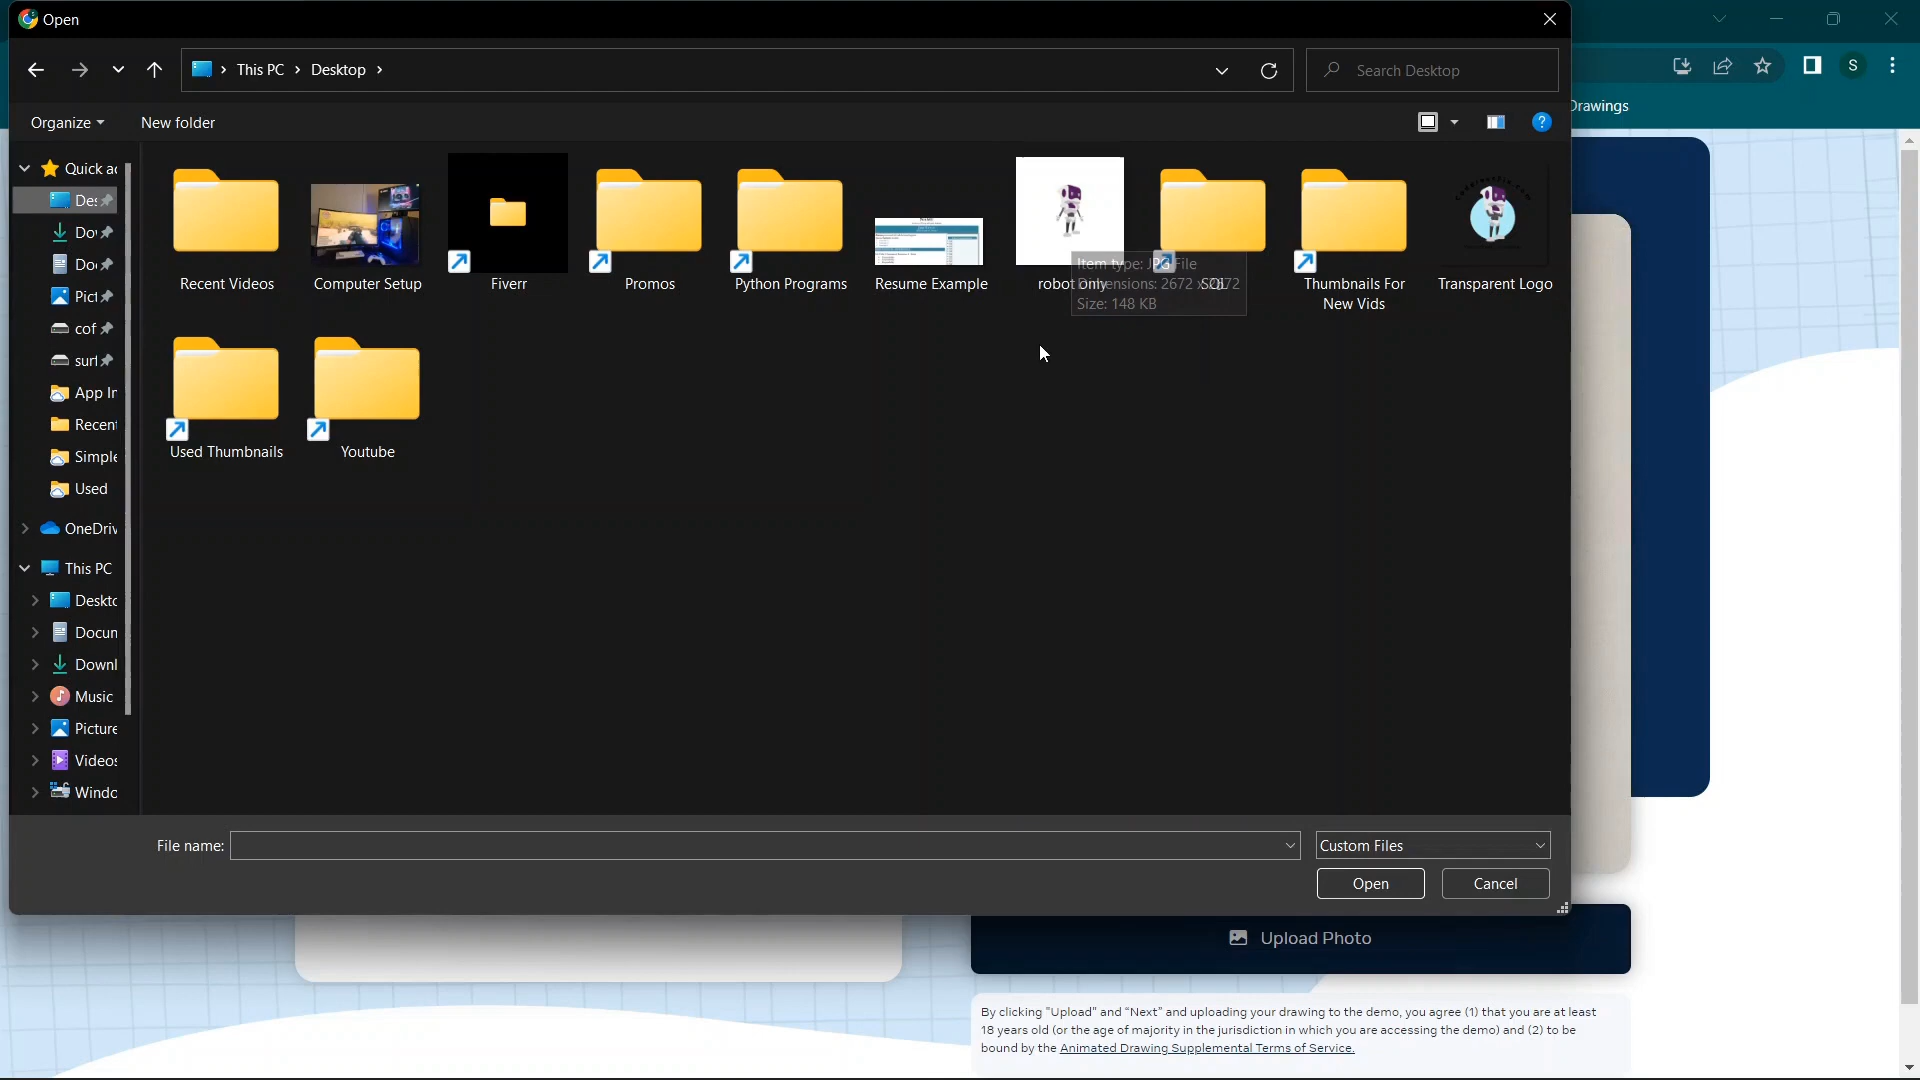 Open
This PC > Desktop >
Search Desktop
S
Organize
New folder
?
Drawings
Quick ac
Des
Dov
Doc
Pict
cof
surf
App In
Recent
Simple
Used
OneDriv
This PC
Deskto
Docum
Downl
Music
Picture
Videos
Windo
Recent Videos
Computer Setup
Fiverr
Promos
Python Programs
Resume Example
robot only
SQL
Thumbnails For
New Vids
Transparent Logo
Item type: JPG File
Dimensions: 2672 x 2672
Size: 148 KB
Used Thumbnails
Youtube
File name:
Custom Files
Open
Cancel
Upload Photo
By clicking "Upload" and “Next” and uploading your drawing to the demo, you agree (1) that you are at least
18 years old (or the age of majority in the jurisdiction in which you are accessing the demo) and (2) to be
bound by the Animated Drawing Supplemental Terms of Service.